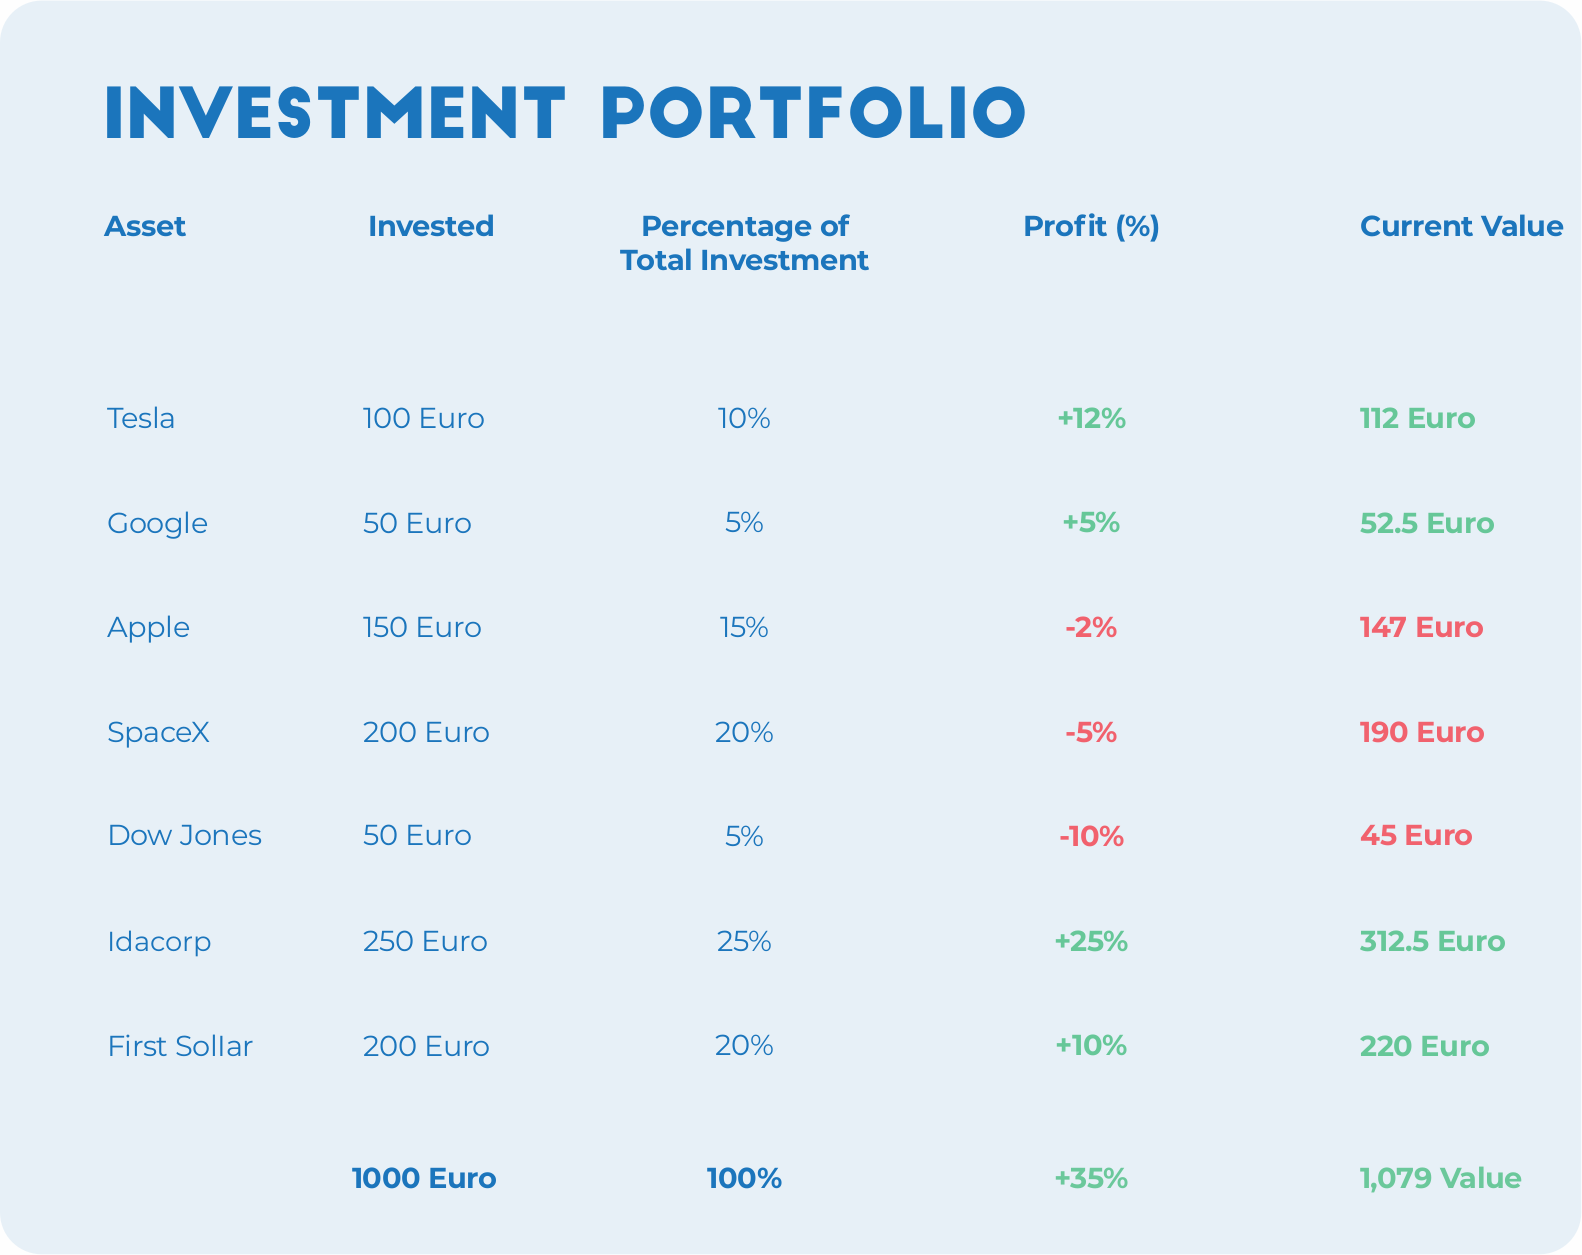 INVESTMENT PORTFOLIO
Asset Invested Percentage of Total Investment Profit (%) Current Value
Tesla 100 Euro 10% +12% 112 Euro
Google 50 Euro 5% +5% 52.5 Euro
Apple 150 Euro 15% -2% 147 Euro
SpaceX 200 Euro 20% -5% 190 Euro
Dow Jones 50 Euro 5% -10% 45 Euro
Idacorp 250 Euro 25% +25% 312.5 Euro
First Sollar 200 Euro 20% +10% 220 Euro
1000 Euro 100% +35% 1,079 Value